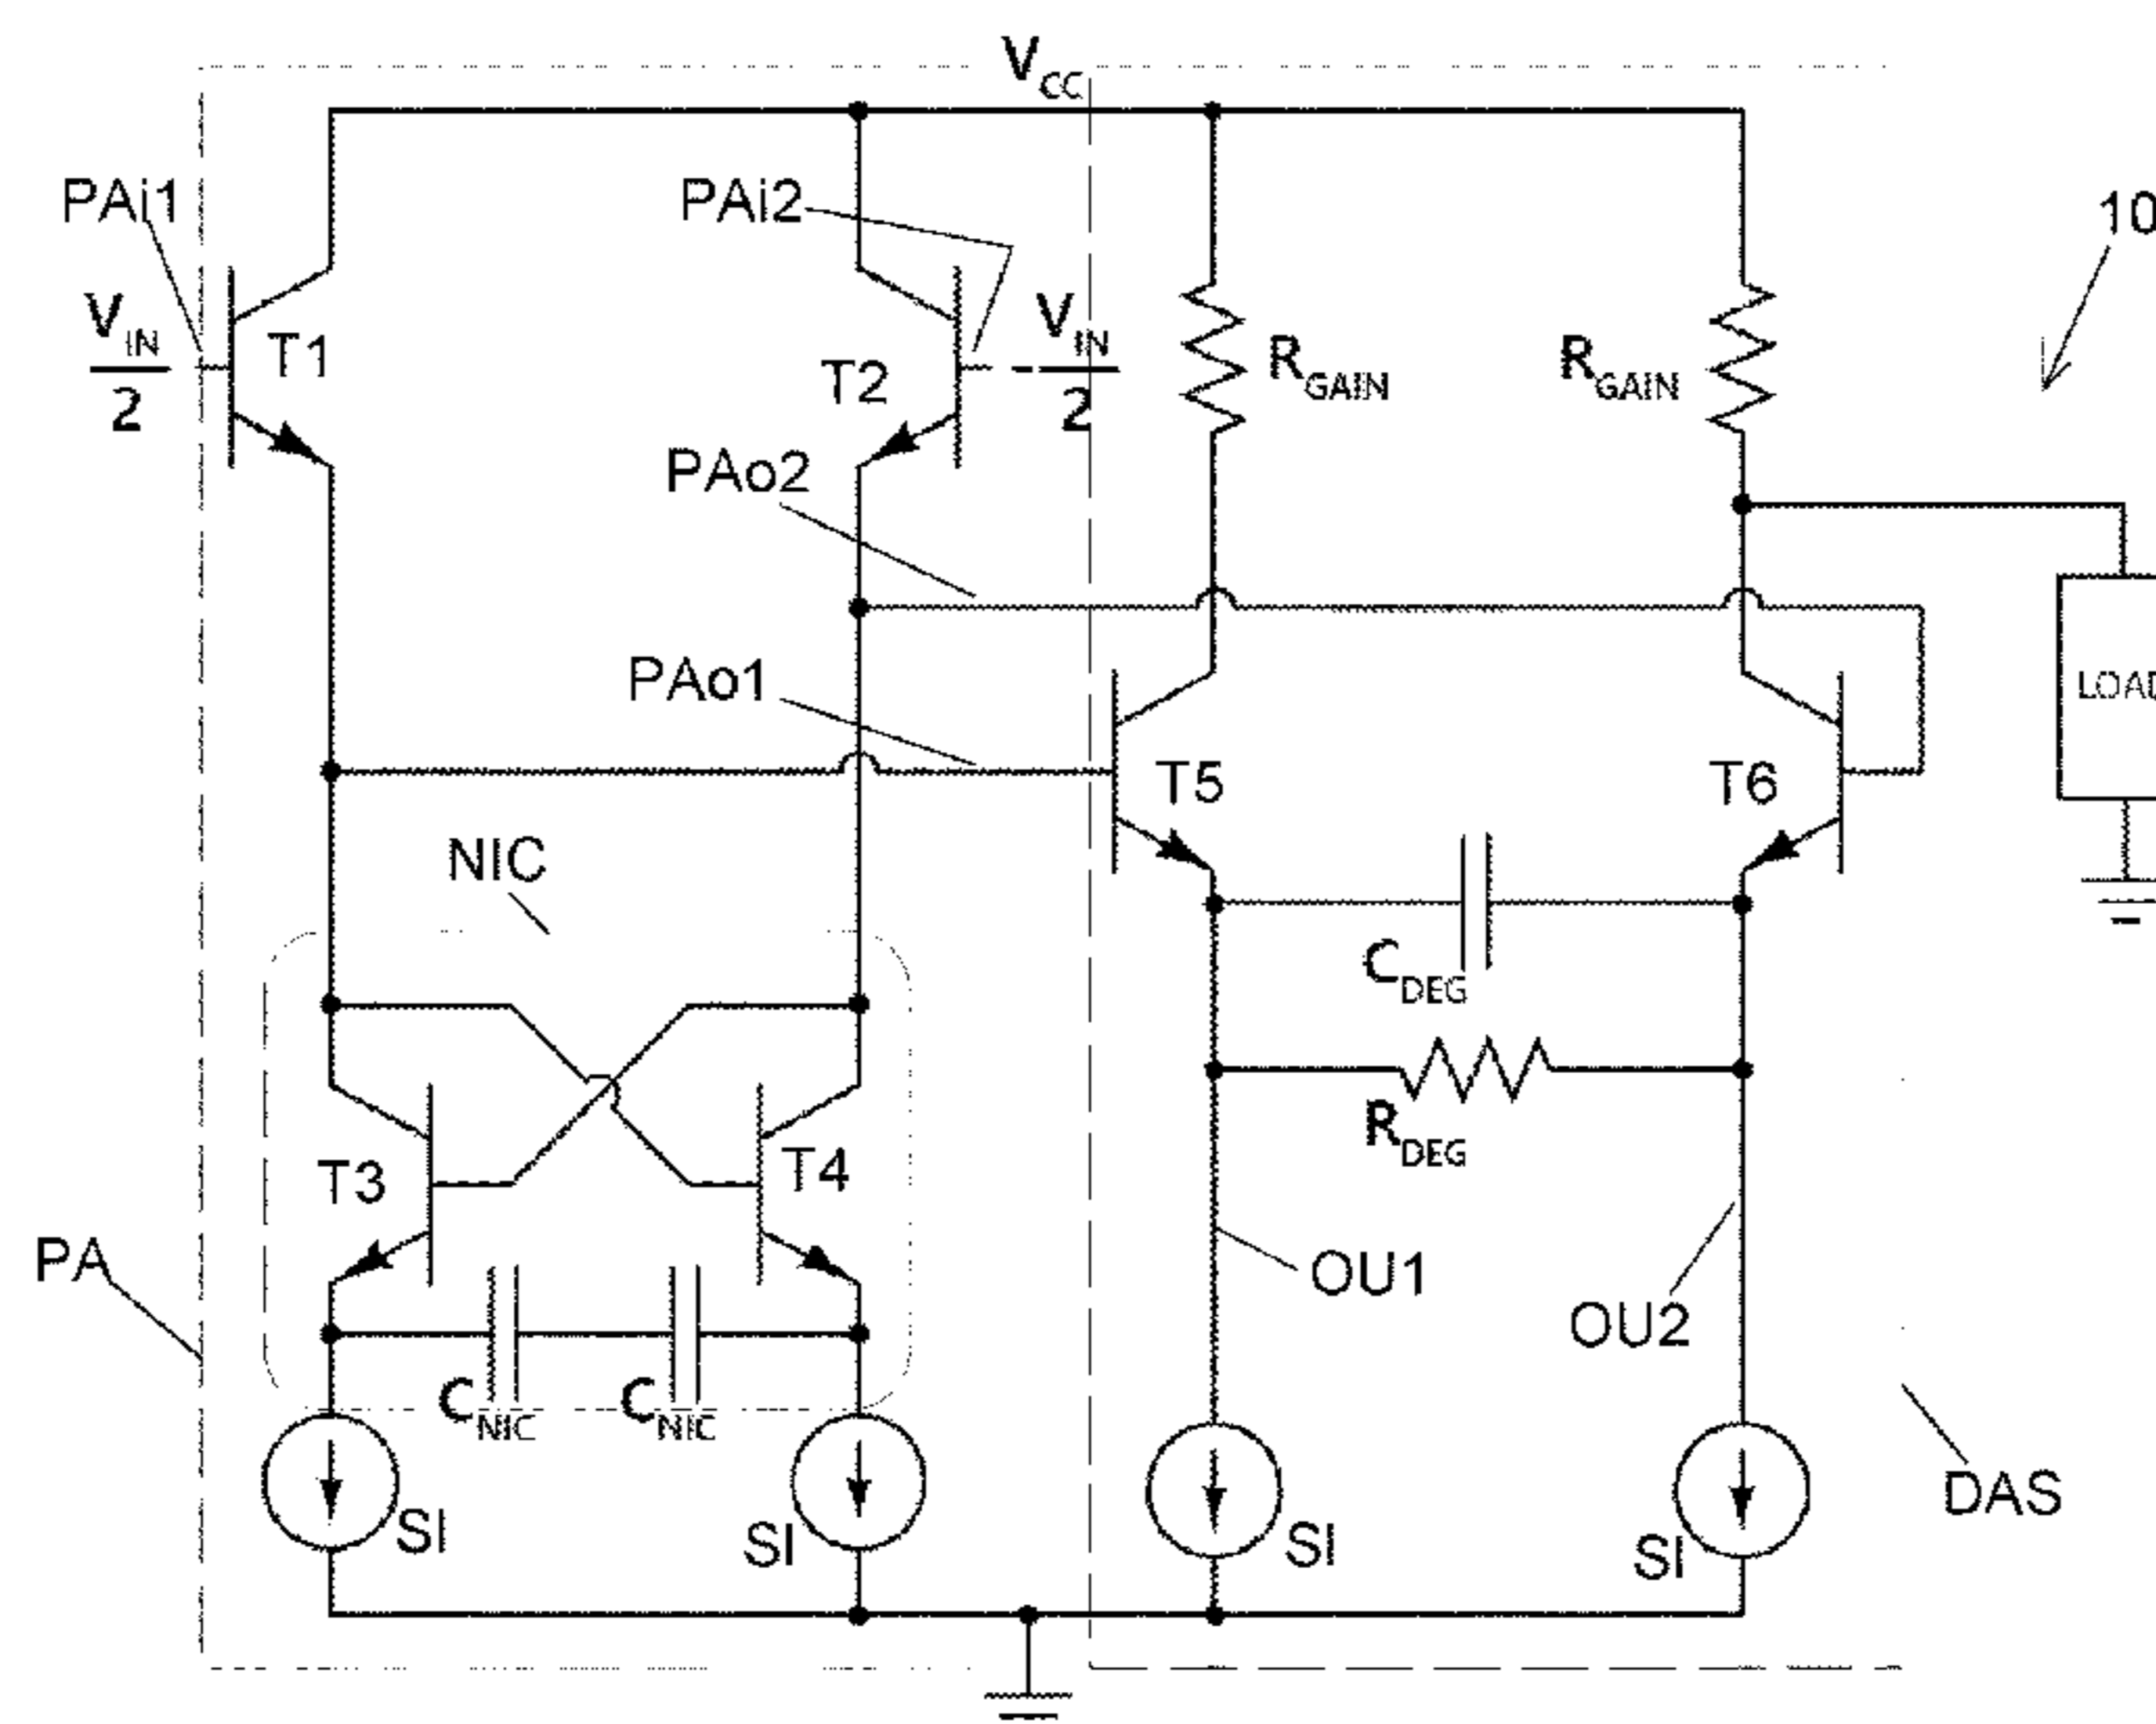 V_CC
PAi1
PAi2
10
V_IN
2
T1
T2
-V_IN
2
R_GAIN
R_GAIN
PAo2
PAo1
T5
T6
NIC
C_DEG
R_DEG
T3
T4
PA
OU1
OU2
C_NIC
C_NIC
SI
SI
SI
SI
DAS